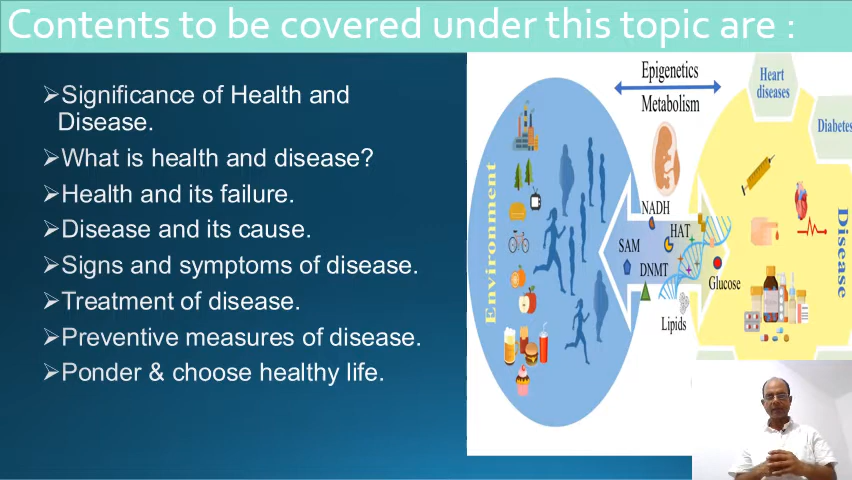 Contents to be covered under this topic are :
➢Significance of Health and
Disease.
➢What is health and disease?
➢Health and its failure.
➢Disease and its cause.
➢Signs and symptoms of disease.
➢Treatment of disease.
➢Preventive measures of disease.
➢Ponder & choose healthy life.
Epigenetics
Metabolism
Heart
diseases
Diabetes
Environment
NADH
HAT
SAM
DNMT
Glucose
Lipids
Disease